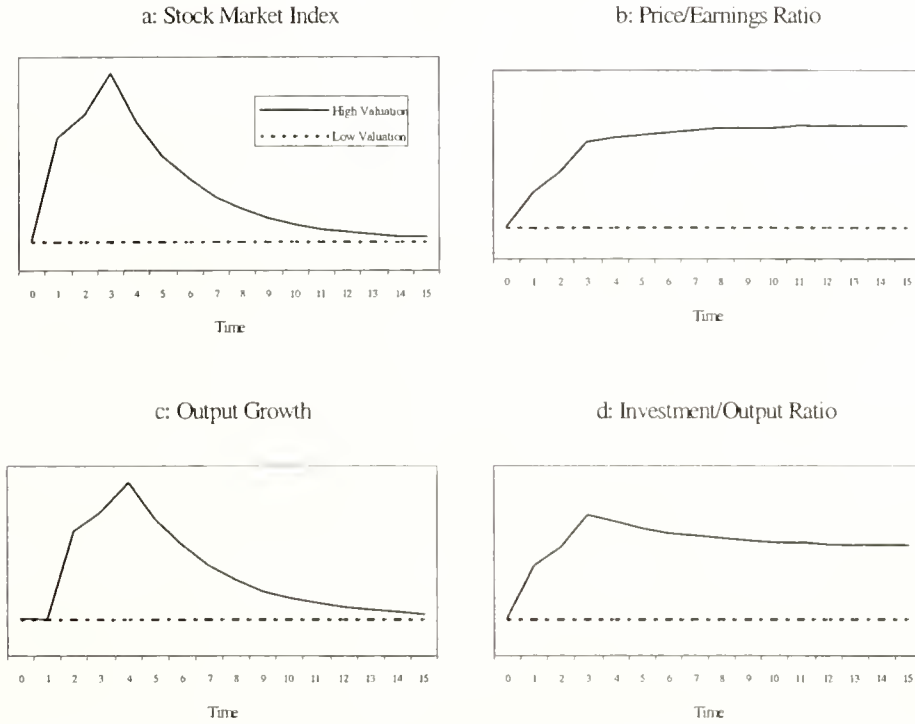 a: Stock Market Index
b: Price/Earnings Ratio
High Valuation
Low Valuation
0 1 2 3 4 5 6 7 8 9 10 11 12 13 14 15
0 1 2 3 4 5 6 7 8 9 10 11 12 13 14 15
Time
Time
c: Output Growth
d: Investment/Output Ratio
0 1 2 3 4 5 6 7 8 9 10 11 12 13 14 15
0 1 2 3 4 5 6 7 8 9 10 11 12 13 14 15
Time
Time